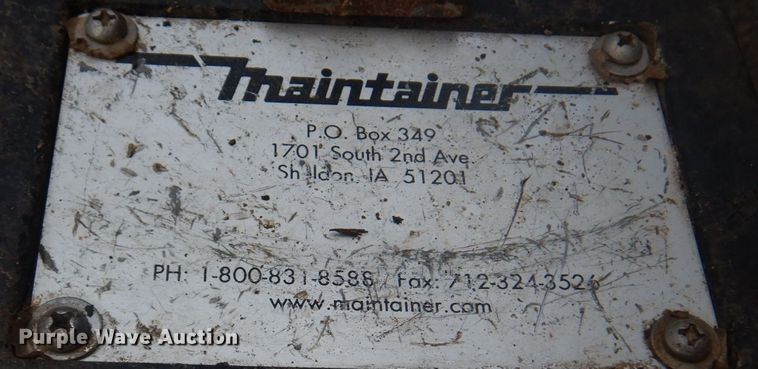 Maintainer
P.O. Box 349
1701 South 2nd Ave.
Sheldon, IA 51201
PH: 1-800-831-8588 / Fax: 712-324-3526
www.maintainer.com
Purple Wave Auction